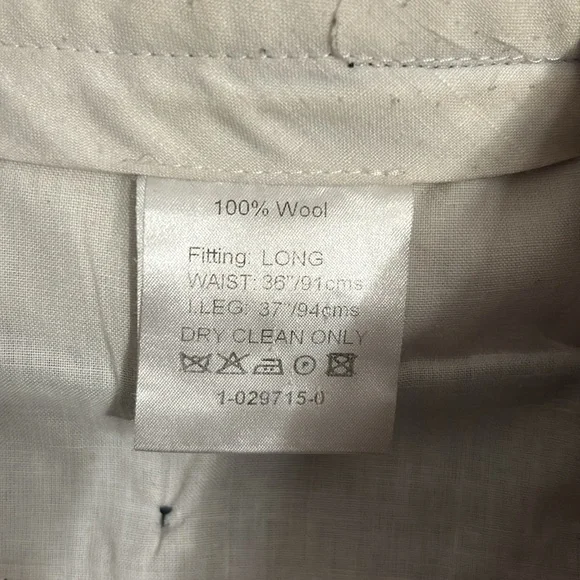 100% Wool
Fitting: LONG
WAIST: 36"/91cms
I.LEG: 37"/94cms
DRY CLEAN ONLY
P
1-029715-0